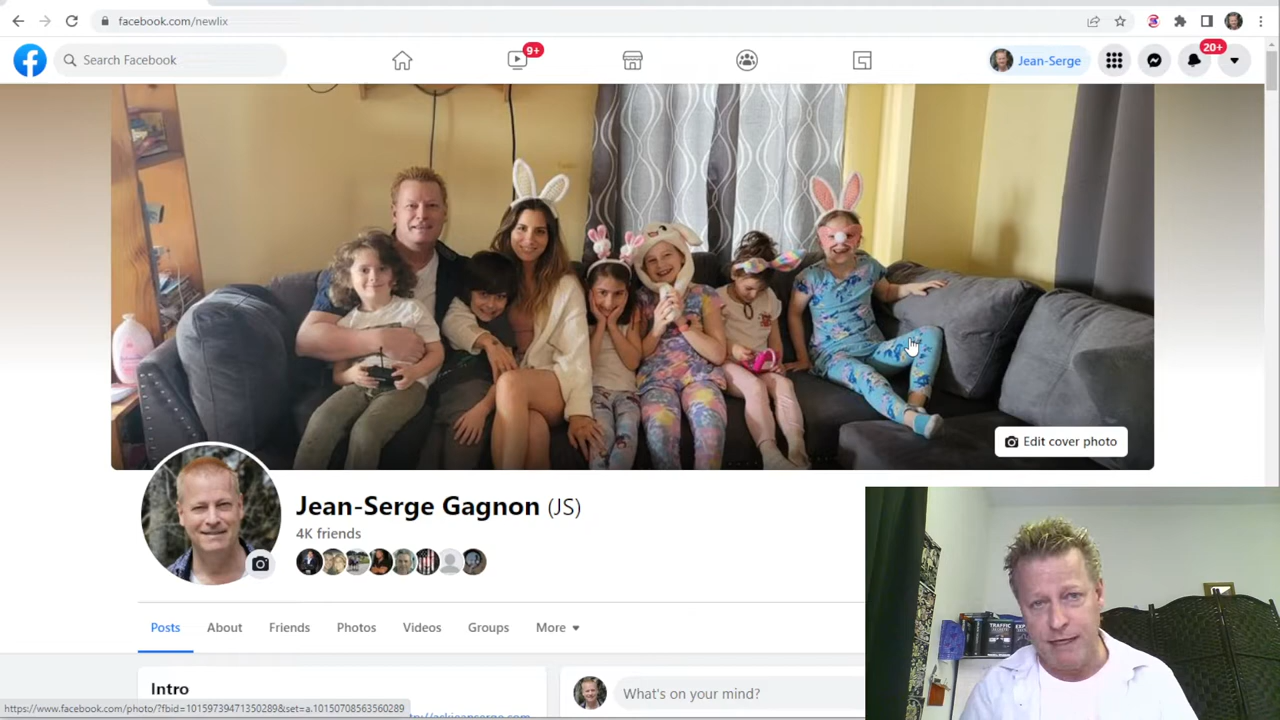 facebook.com/newlix
Search Facebook
9+
Jean-Serge
20+
Edit cover photo
Jean-Serge Gagnon (JS)
4K friends
Posts
About
Friends
Photos
Videos
Groups
More
Intro
What's on your mind?
TRAFFIC
https://www.facebook.com/photo/?fbid=10159739471350289&set=a.10150708563560289